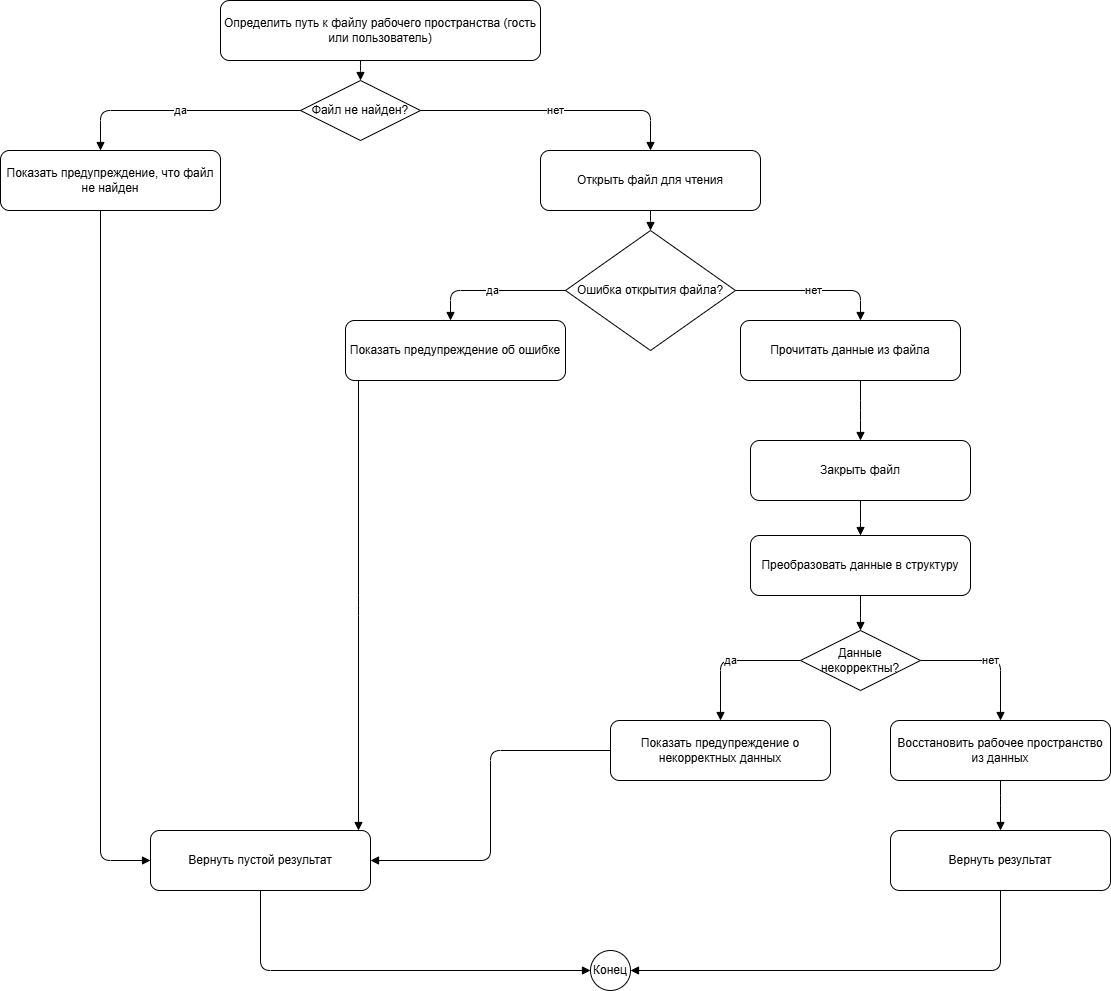 Определить путь к файлу рабочего пространства (гость
или пользователь)
Файл не найден?
да
нет
Показать предупреждение, что файл
не найден
Открыть файл для чтения
Ошибка открытия файла?
да
нет
Показать предупреждение об ошибке
Прочитать данные из файла
Закрыть файл
Преобразовать данные в структуру
Данные
некорректны?
да
нет
Показать предупреждение о
некорректных данных
Восстановить рабочее пространство
из данных
Вернуть пустой результат
Вернуть результат
Конец